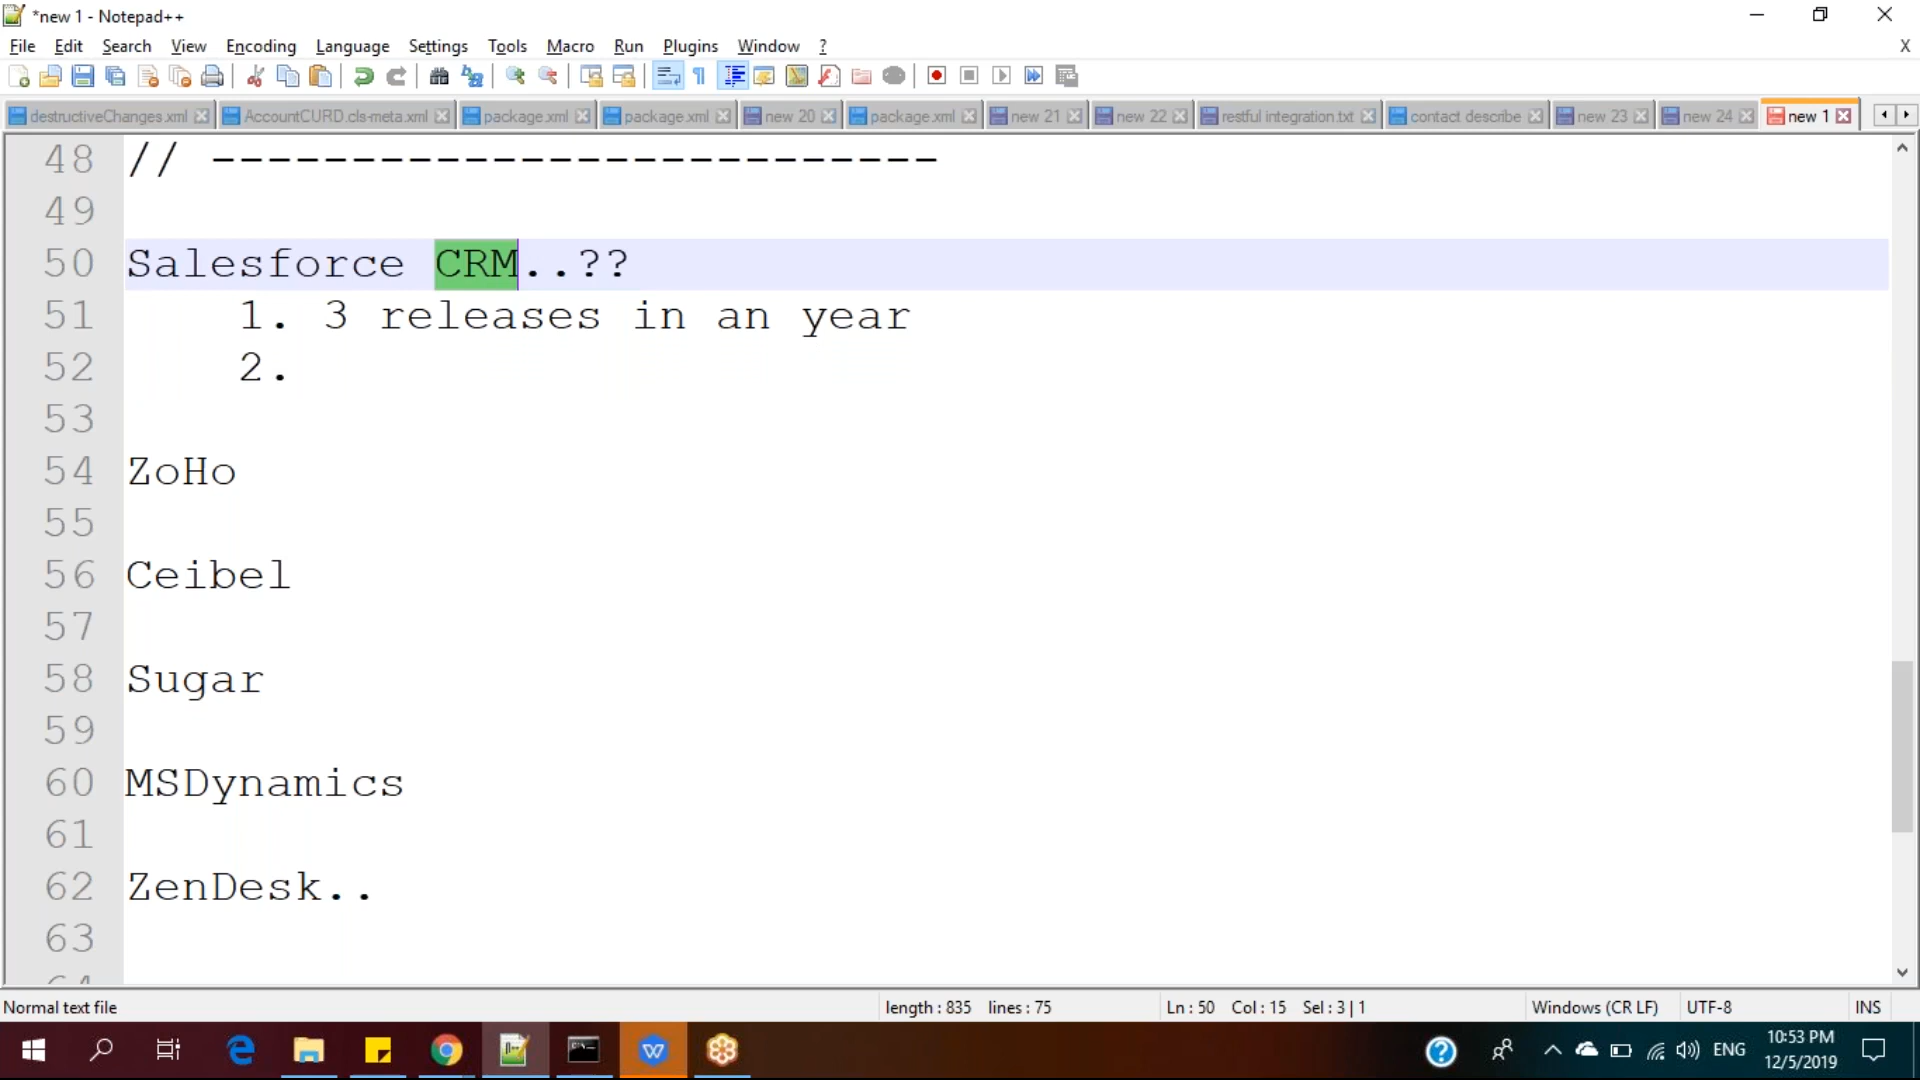 *new 1 - Notepad++
File Edit Search View Encoding Language Settings Tools Macro Run Plugins Window ? X
destructiveChanges.xml AccountCURD.cls-meta.xml package.xml package.xml new 20 package.xml new 21 new 22 restful integration.txt contact describe new 23 new 24 new 1
48 // --------------------------
49
50 Salesforce CRM..??
51 1. 3 releases in an year
52 2.
53
54 ZoHo
55
56 Ceibel
57
58 Sugar
59
60 MSDynamics
61
62 ZenDesk..
63
Normal text file length : 835 lines : 75 Ln : 50 Col : 15 Sel : 3 | 1 Windows (CR LF) UTF-8 INS
ENG 10:53 PM
12/5/2019